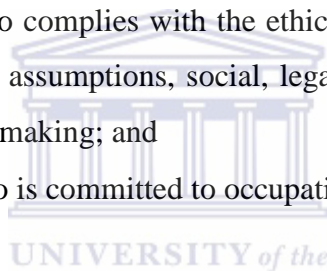 o complies with the ethic
assumptions, social, lega
making; and
o is committed to occupati
UNIVERSITY of the